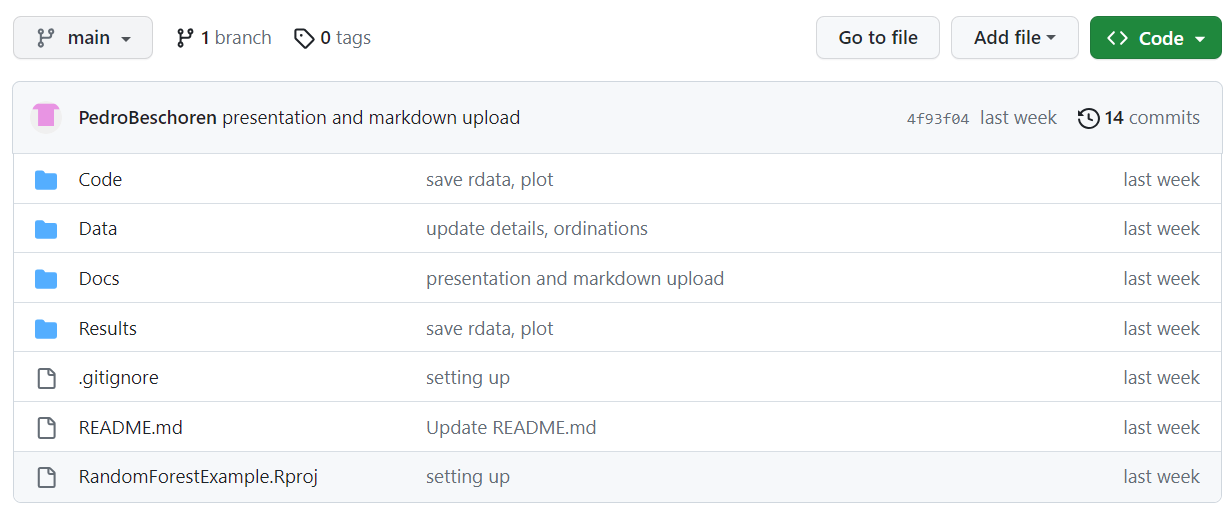 main 1 branch 0 tags Go to file Add file <> Code
PedroBeschoren presentation and markdown upload 4f93f04 last week 14 commits
Code save rdata, plot last week
Data update details, ordinations last week
Docs presentation and markdown upload last week
Results save rdata, plot last week
.gitignore setting up last week
README.md Update README.md last week
RandomForestExample.Rproj setting up last week